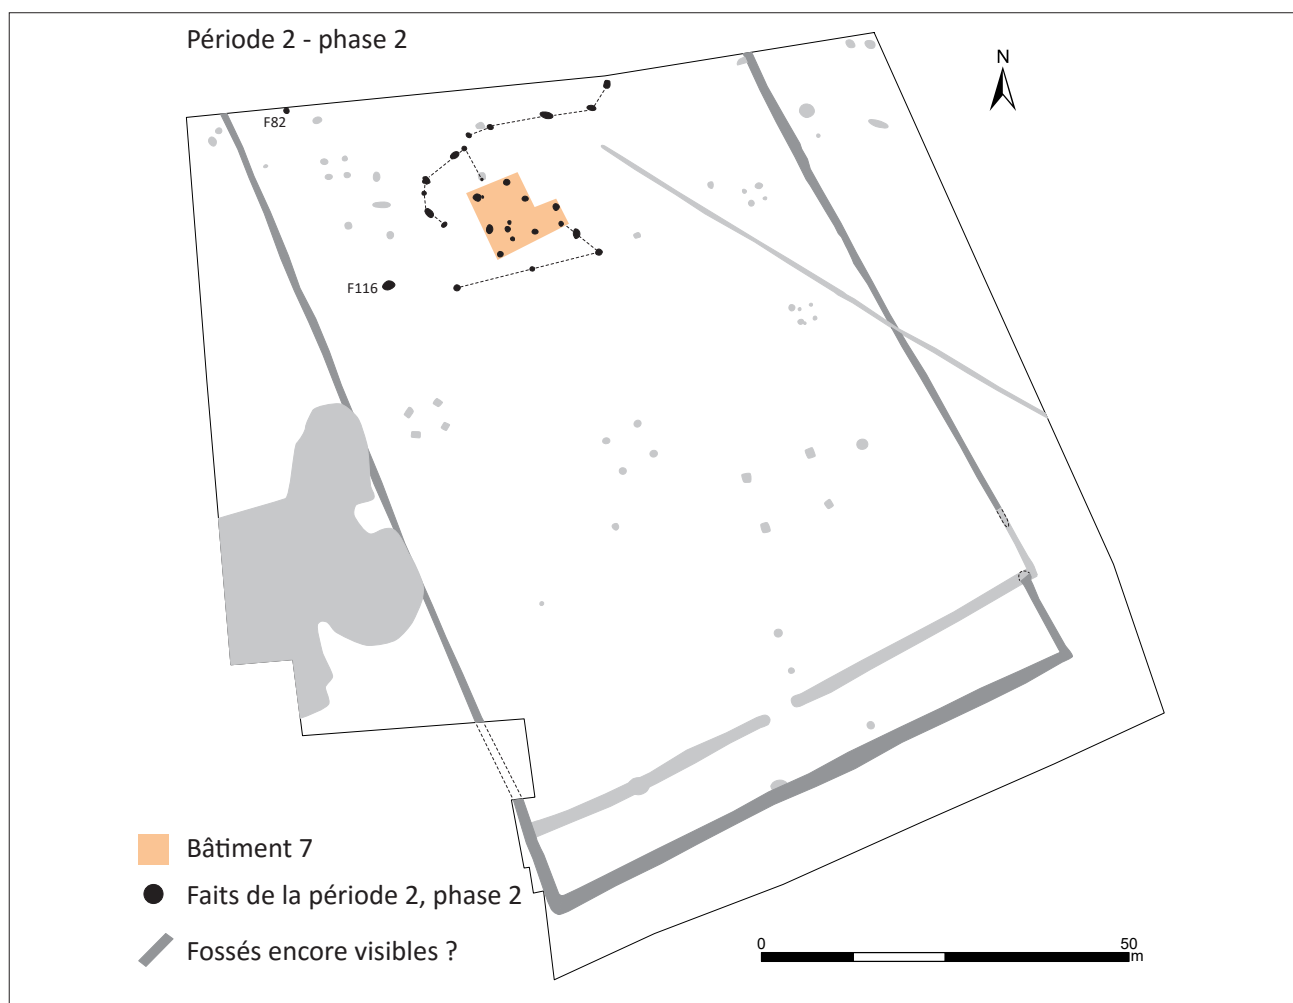 Période 2 - phase 2
N
F82
F116
Bâtiment 7
Faits de la période 2, phase 2
Fossés encore visibles ?
0
50
m